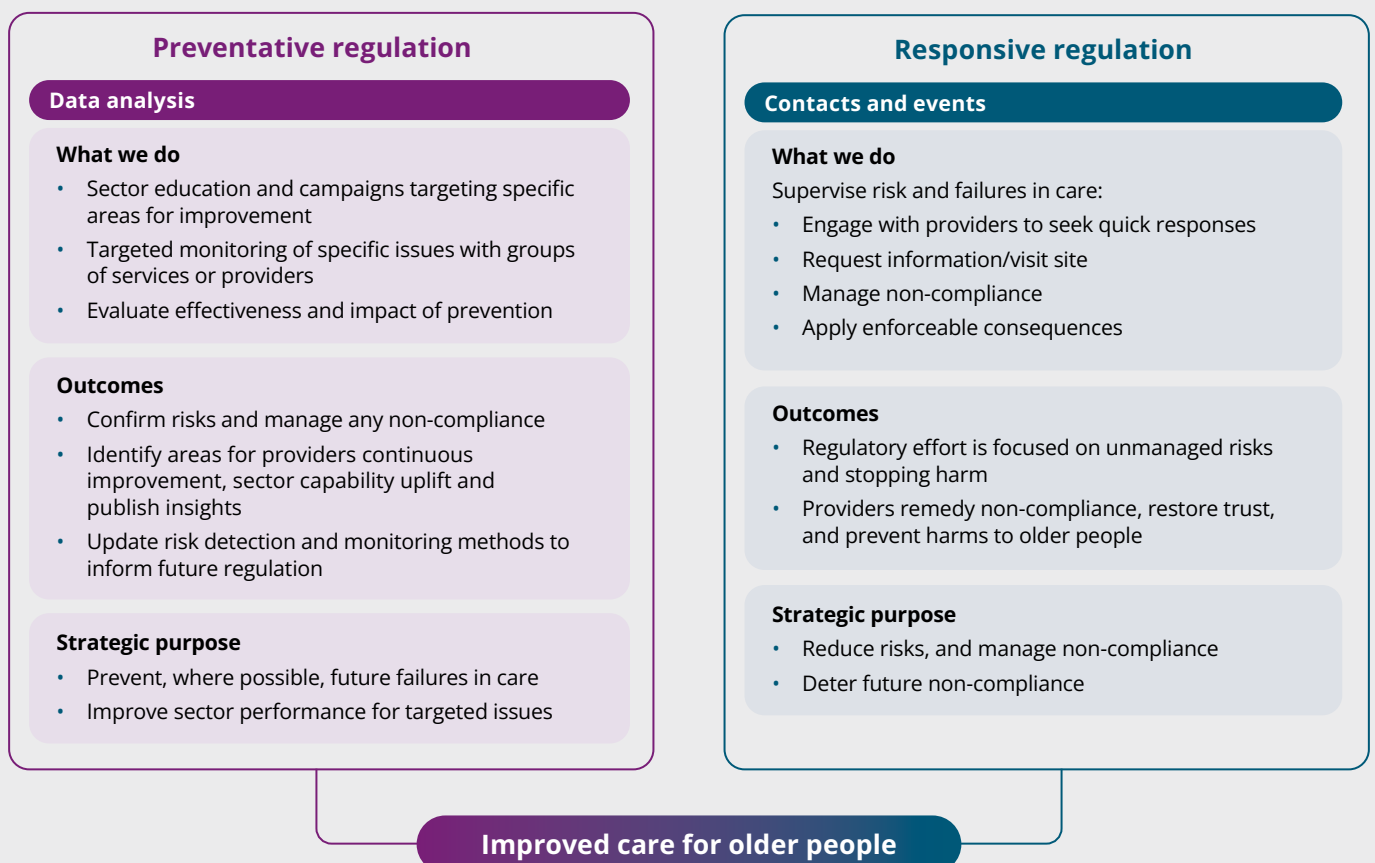 Preventative regulation
Data analysis
What we do
• Sector education and campaigns targeting specific
areas for improvement
• Targeted monitoring of specific issues with groups
of services or providers
• Evaluate effectiveness and impact of prevention
Outcomes
• Confirm risks and manage any non-compliance
• Identify areas for providers continuous
improvement, sector capability uplift and
publish insights
• Update risk detection and monitoring methods to
inform future regulation
Strategic purpose
• Prevent, where possible, future failures in care
• Improve sector performance for targeted issues
Responsive regulation
Contacts and events
What we do
Supervise risk and failures in care:
• Engage with providers to seek quick responses
• Request information/visit site
• Manage non-compliance
• Apply enforceable consequences
Outcomes
• Regulatory effort is focused on unmanaged risks
and stopping harm
• Providers remedy non-compliance, restore trust,
and prevent harms to older people
Strategic purpose
• Reduce risks, and manage non-compliance
• Deter future non-compliance
Improved care for older people